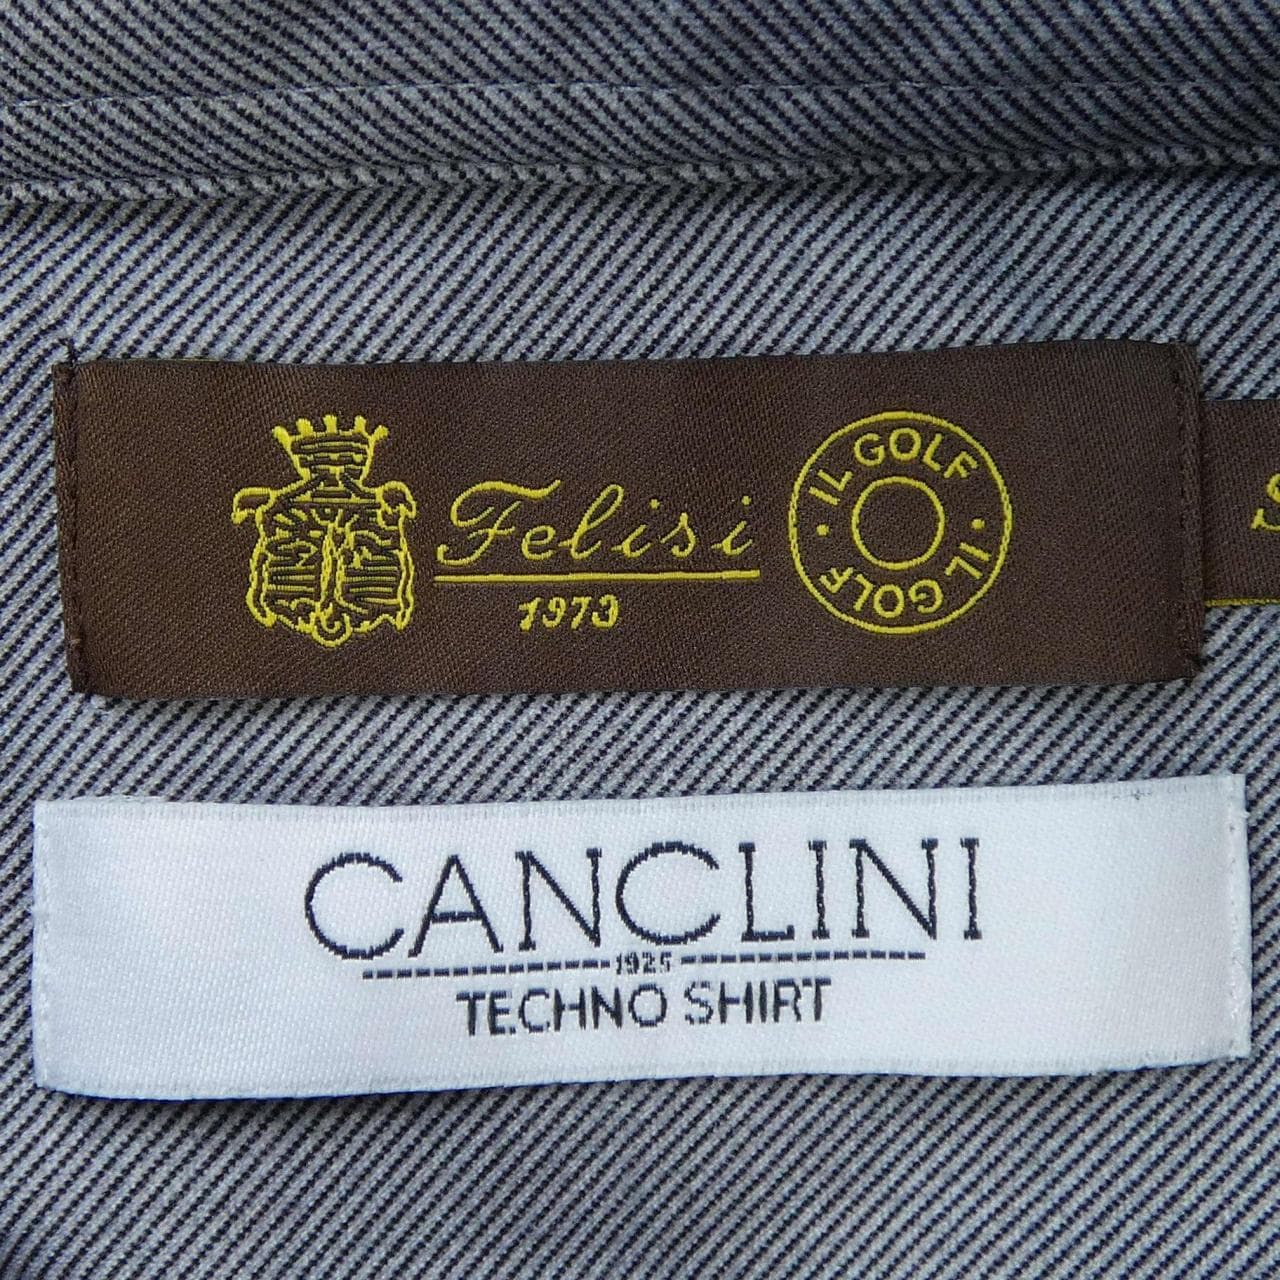 Felisi
1973
IL GOLF · IL GOLF ·
S
CANCLINI
1925
TECHNO SHIRT